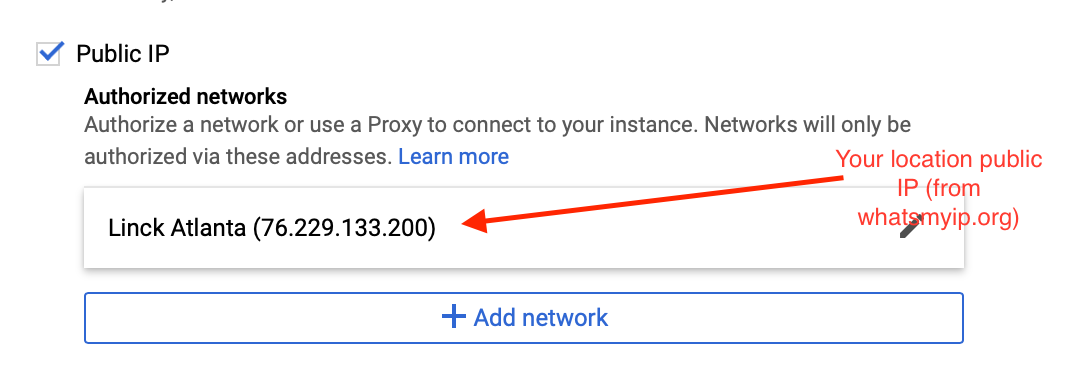 Public IP
Authorized networks
Authorize a network or use a Proxy to connect to your instance. Networks will only be
authorized via these addresses. Learn more
Your location public
IP (from
whatsmyip.org)
Linck Atlanta (76.229.133.200)
Add network